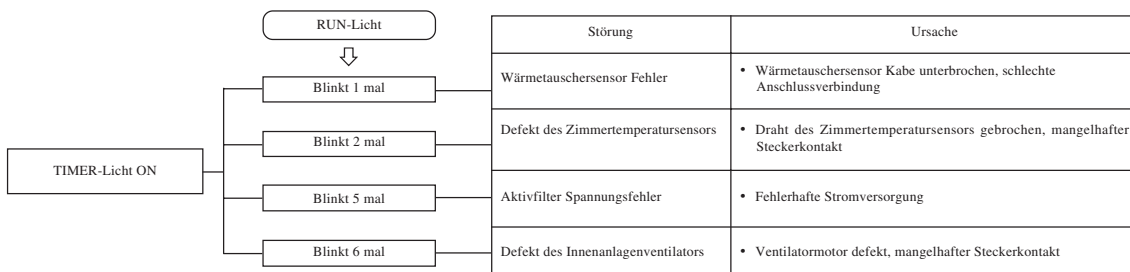 RUN-Licht
Störung
Ursache
Blinkt 1 mal
Wärmetauschersensor Fehler
• Wärmetauschersensor Kabe unterbrochen, schlechte
Anschlussverbindung
Blinkt 2 mal
Defekt des Zimmertemperatursensors
• Draht des Zimmertemperatursensors gebrochen, mangelhafter
Steckerkontakt
TIMER-Licht ON
Blinkt 5 mal
Aktivfilter Spannungsfehler
• Fehlerhafte Stromversorgung
Blinkt 6 mal
Defekt des Innenanlagenventilators
• Ventilatormotor defekt, mangelhafter Steckerkontakt